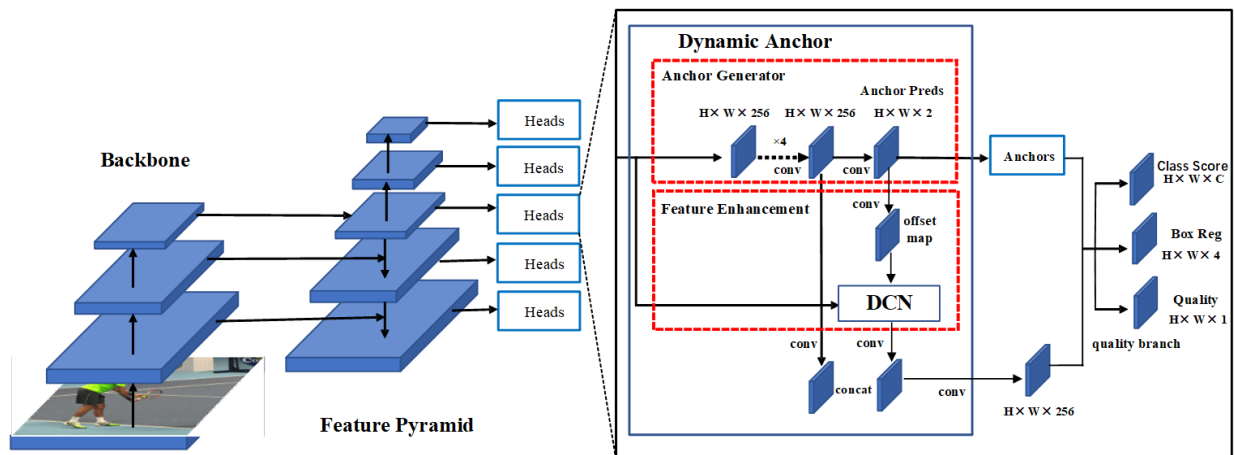 Backbone
Feature Pyramid
Heads
Heads
Heads
Heads
Heads
Dynamic Anchor
Anchor Generator
Anchor Preds
H× W× 256
H× W× 256
H× W× 2
×4
conv
conv
Anchors
Feature Enhancement
conv
offset
map
DCN
conv
conv
concat
conv
H× W× 256
Class Score
H× W× C
Box Reg
H× W× 4
Quality
H× W× 1
quality branch